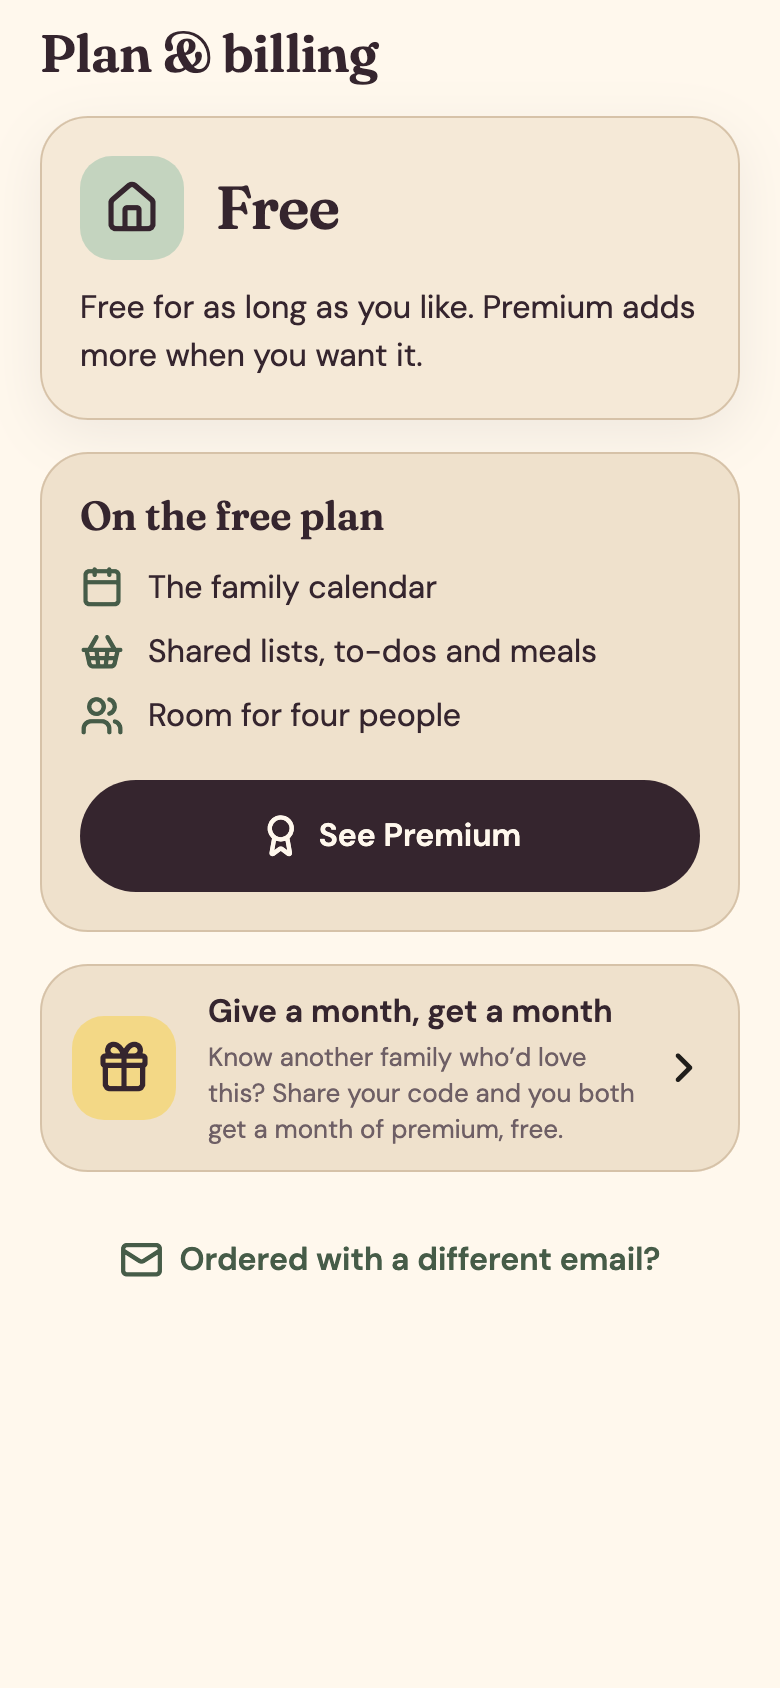 Plan & billing
Free
Free for as long as you like. Premium adds
more when you want it.
On the free plan
The family calendar
Shared lists, to-dos and meals
Room for four people
See Premium
Give a month, get a month
Know another family who’d love
this? Share your code and you both
get a month of premium, free.
Ordered with a different email?